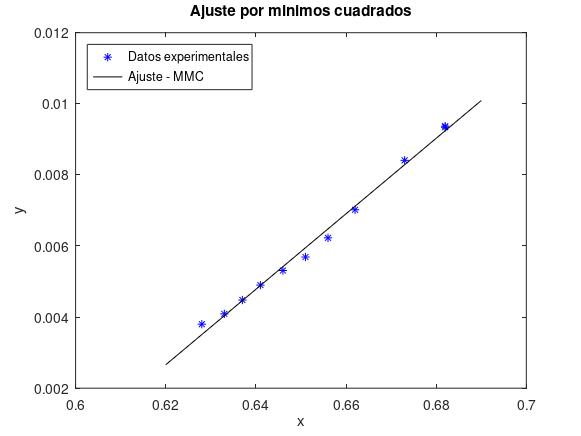 Ajuste por minimos cuadrados
0.012
Datos experimentales
Ajuste - MMC
0.01
0.008
y
0.006
0.004
0.002
0.6
0.62
0.64
0.66
0.68
0.7
x